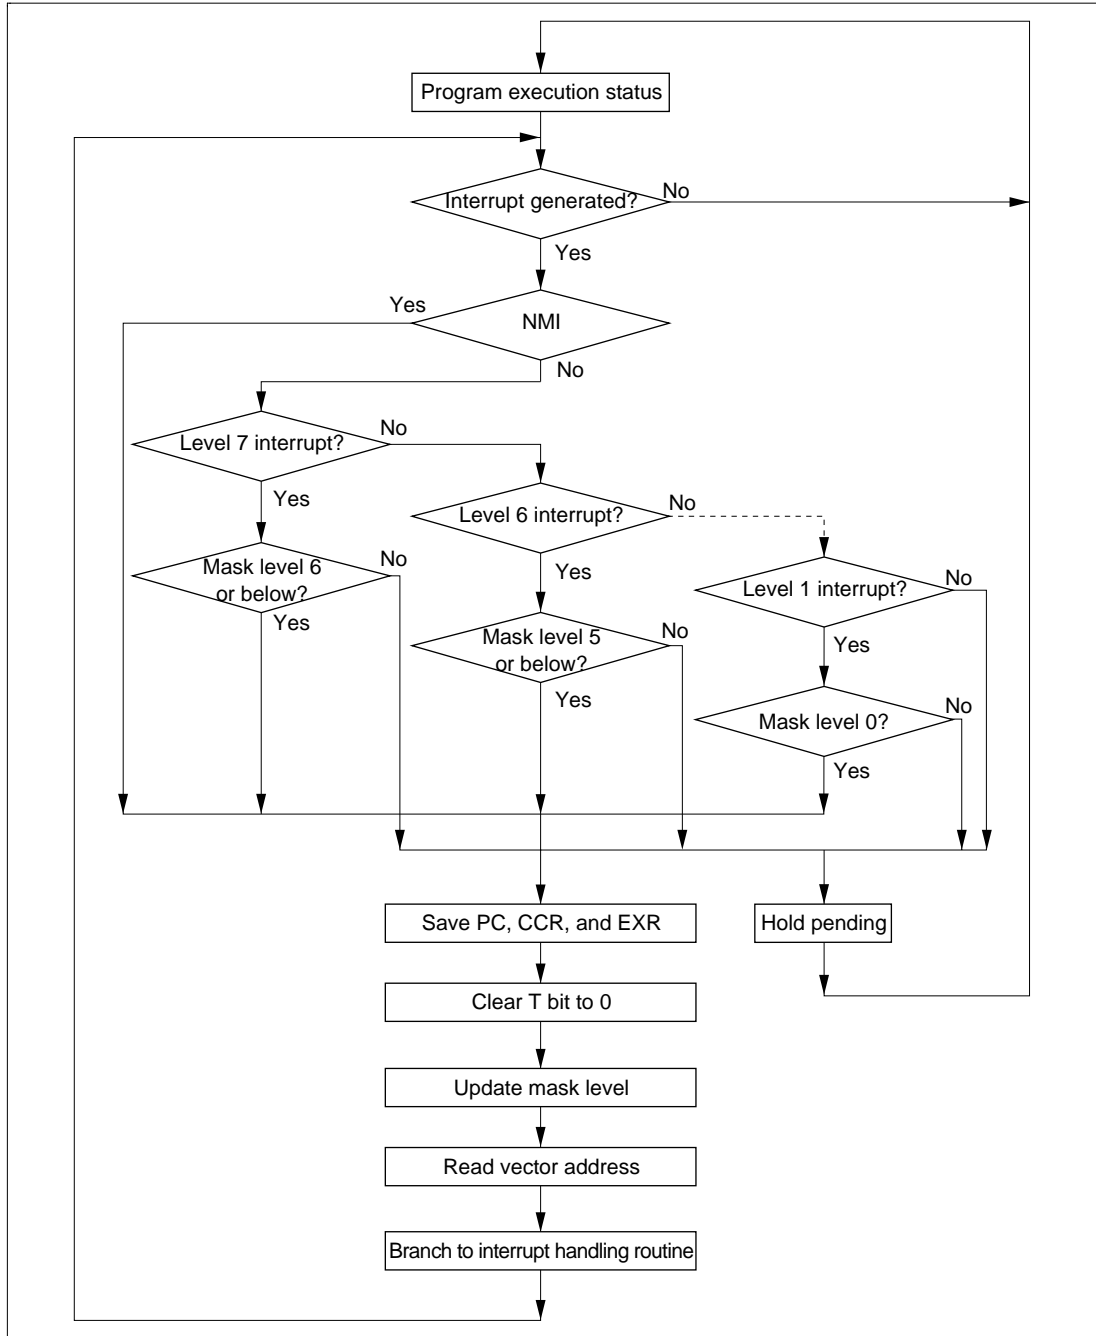 Program execution status
Interrupt generated?
No
Yes
Yes
NMI
No
Level 7 interrupt?
No
Yes
Level 6 interrupt?
No
Mask level 6
or below?
No
Yes
Yes
Level 1 interrupt?
No
Mask level 5
or below?
No
Yes
Yes
Mask level 0?
No
Yes
Save PC, CCR, and EXR
Hold pending
Clear T bit to 0
Update mask level
Read vector address
Branch to interrupt handling routine